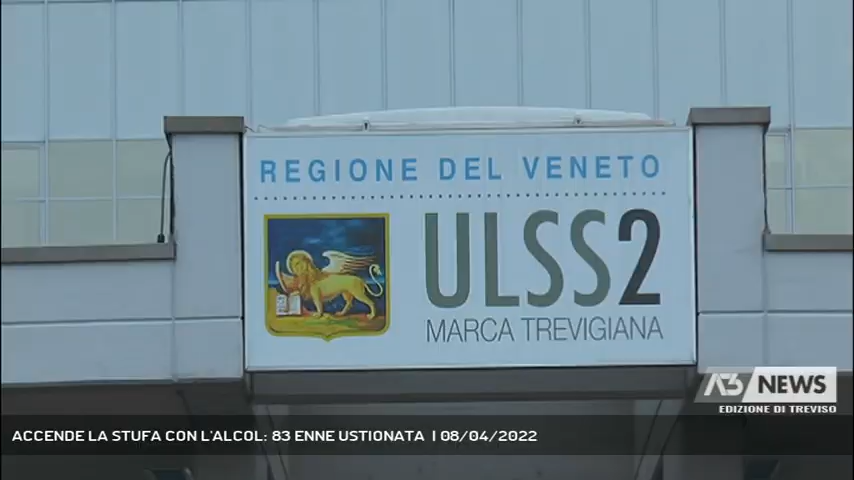 REGIONE DEL VENETO
ULSS2
MARCA TREVIGIANA
A3 NEWS
EDIZIONE DI TREVISO
ACCENDE LA STUFA CON L'ALCOL: 83 ENNE USTIONATA | 08/04/2022